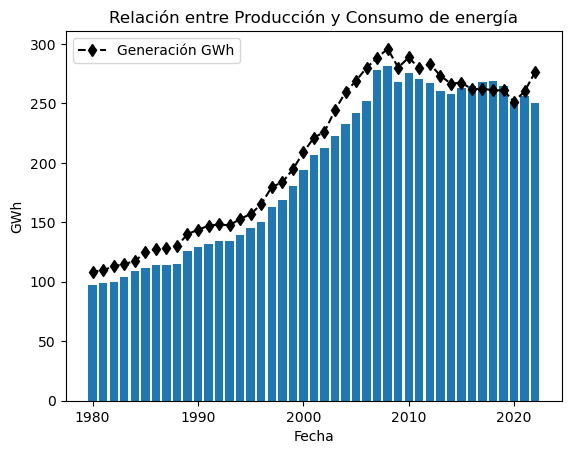 Relación entre Producción y Consumo de energía
Generación GWh
300
250
200
150
100
50
0
GWh
1980 1990 2000 2010 2020
Fecha